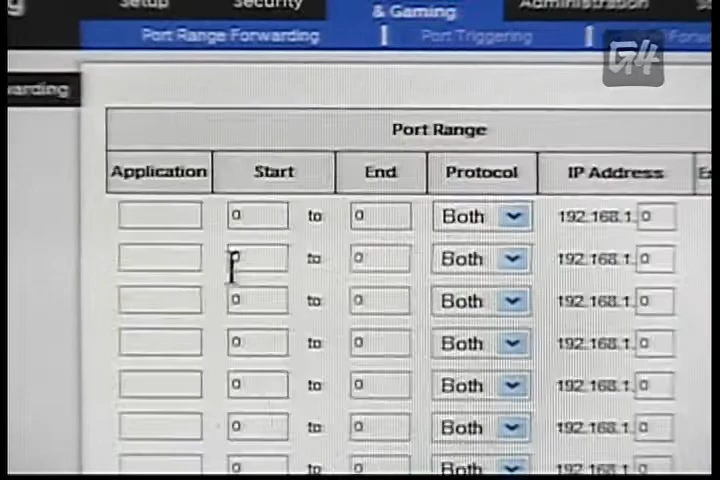 Setup Security & Gaming Administration
Port Range Forwarding Port Triggering
G4
warding
Port Range
Application Start End Protocol IP Address
0 to 0 Both 192.168.1. 0
0 to 0 Both 192.168.1. 0
0 to 0 Both 192.168.1. 0
0 to 0 Both 192.168.1. 0
0 to 0 Both 192.168.1. 0
0 to 0 Both 192.168.1. 0
0 to 0 Both 192.168.1. 0